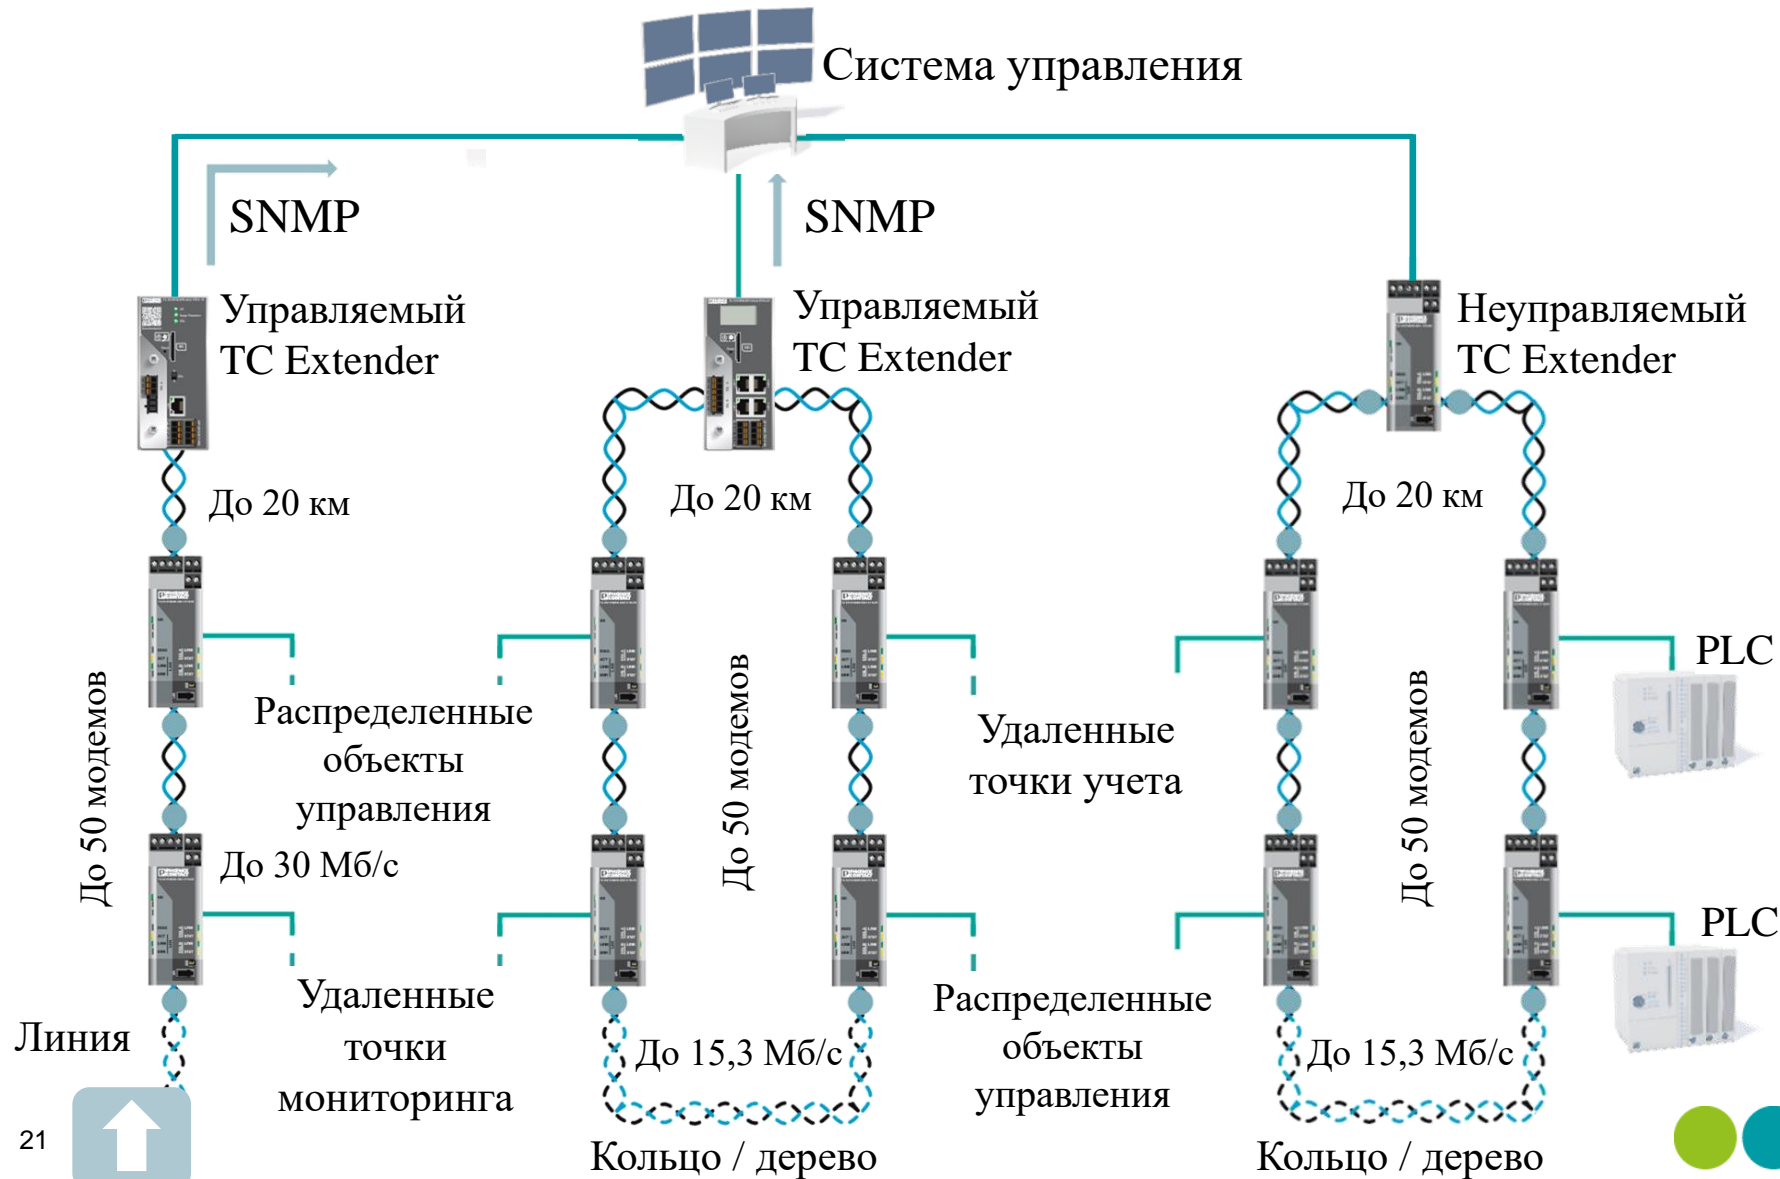 Система управления
SNMP
SNMP
Управляемый
TC Extender
Управляемый
TC Extender
Неуправляемый
TC Extender
До 20 км
До 20 км
До 20 км
До 50 модемов
Распределенные
объекты
управления
До 50 модемов
Удаленные
точки учета
До 50 модемов
PLC
До 30 Мб/с
PLC
Линия
Удаленные
точки
мониторинга
До 15,3 Мб/с
Распределенные
объекты
управления
До 15,3 Мб/с
Кольцо / дерево
Кольцо / дерево
21